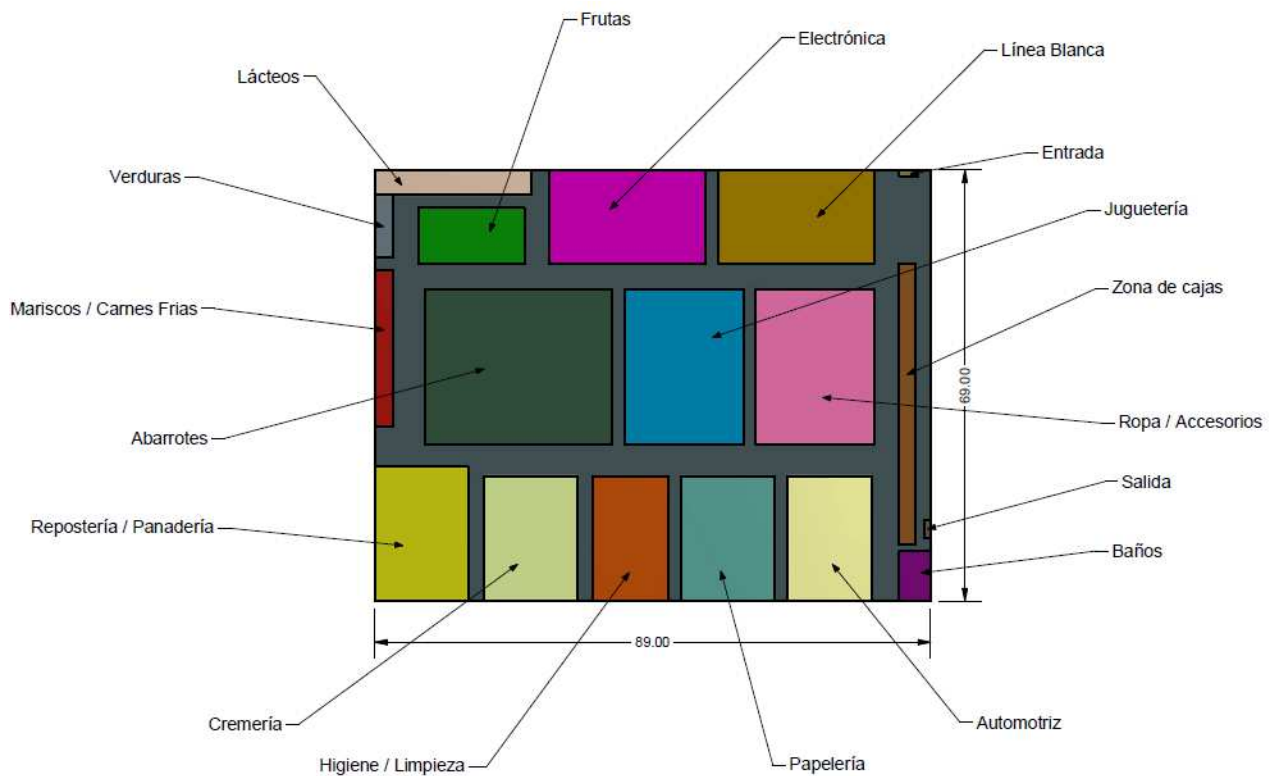 Frutas
Electrónica
Línea Blanca
Lácteos
Entrada
Verduras
Juguetería
Zona de cajas
Mariscos / Carnes Frias
69.00
Ropa / Accesorios
Abarrotes
Salida
Repostería / Panadería
Baños
89.00
Cremería
Automotriz
Higiene / Limpieza
Papelería